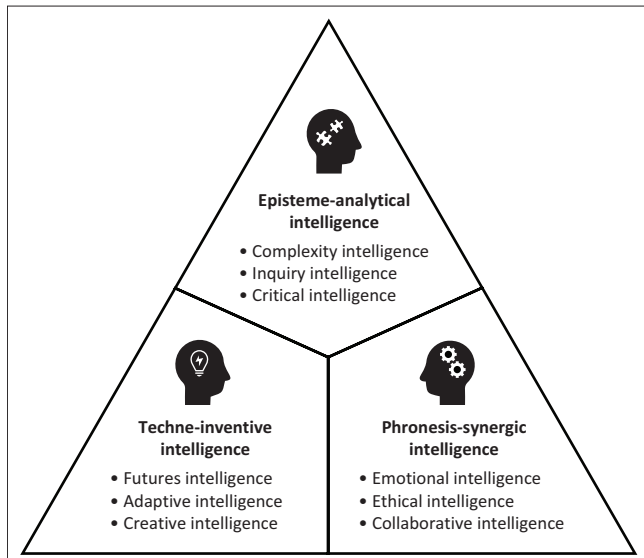 Episteme-analytical
intelligence
• Complexity intelligence
• Inquiry intelligence
• Critical intelligence
Techne-inventive
intelligence
• Futures intelligence
• Adaptive intelligence
• Creative intelligence
Phronesis-synergic
intelligence
• Emotional intelligence
• Ethical intelligence
• Collaborative intelligence